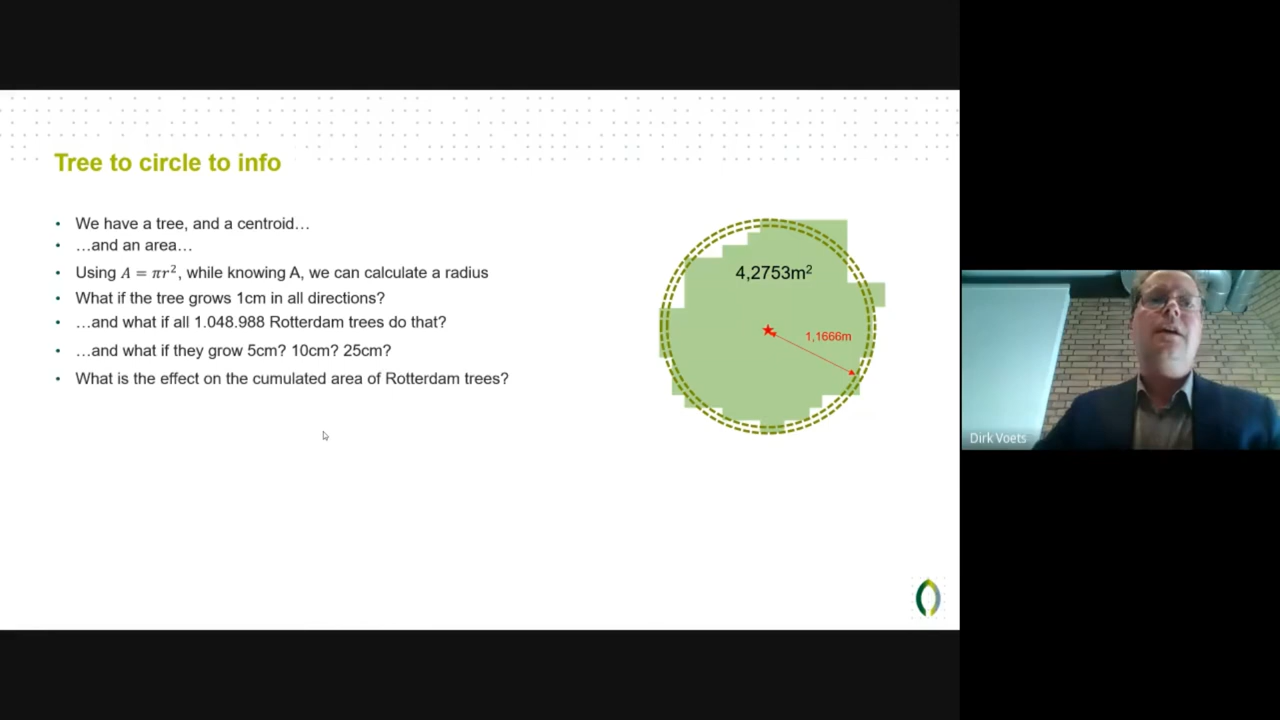 Tree to circle to info
• We have a tree, and a centroid…
• …and an area…
• Using A = πr², while knowing A, we can calculate a radius
• What if the tree grows 1cm in all directions?
• …and what if all 1.048.988 Rotterdam trees do that?
• …and what if they grow 5cm? 10cm? 25cm?
• What is the effect on the cumulated area of Rotterdam trees?
4,2753m²
1,1666m
Dirk Voets